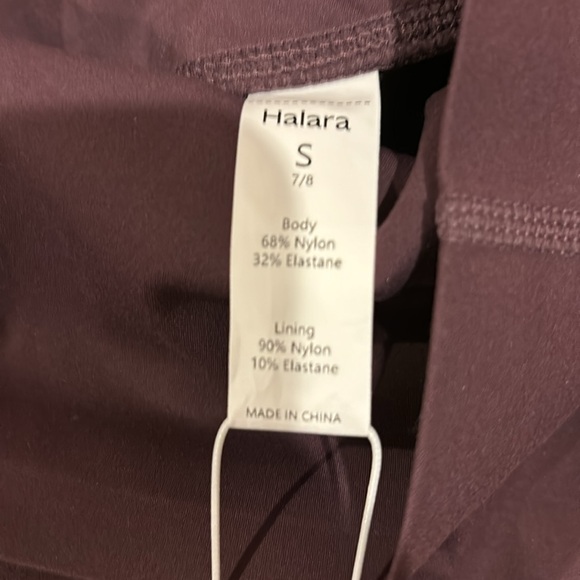 Halara
S
7/8
Body
68% Nylon
32% Elastane
Lining
90% Nylon
10% Elastane
MADE IN CHINA